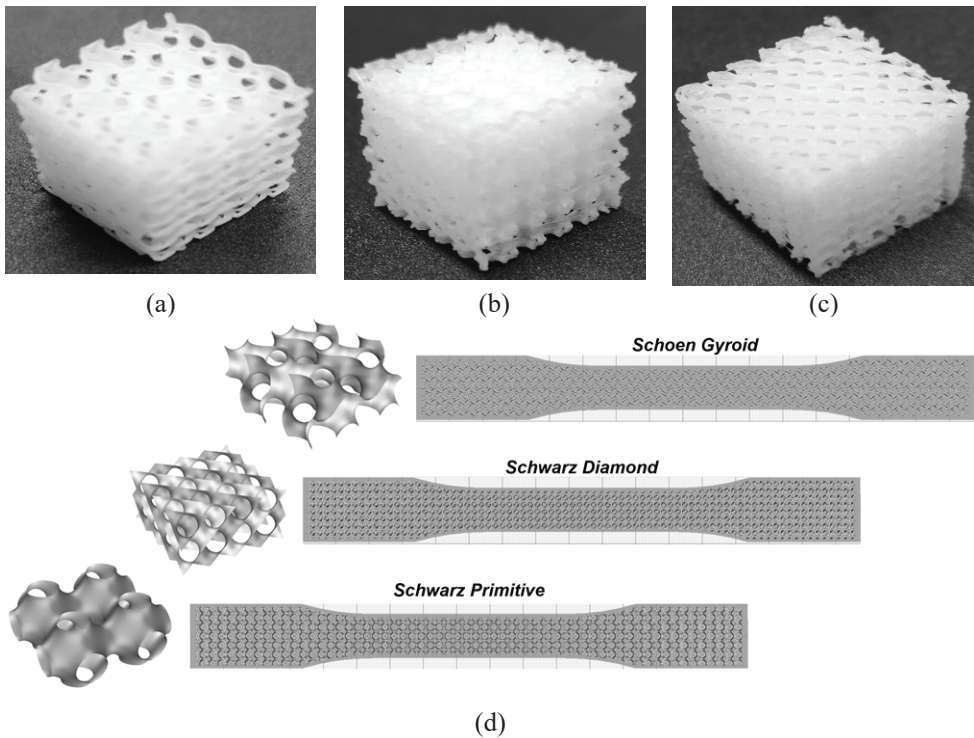 (a)
(b)
(c)
Schoen Gyroid
Schwarz Diamond
Schwarz Primitive
(d)